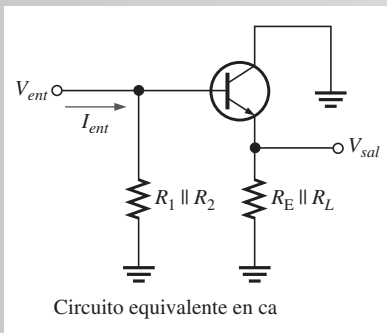 V_ent
I_ent
V_sal
R_1 || R_2
R_E || R_L
Circuito equivalente en ca